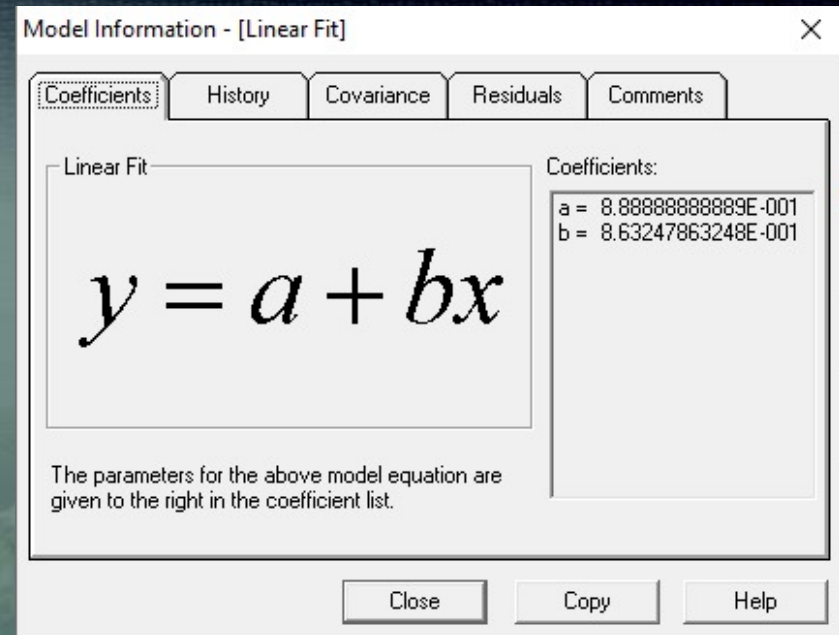 Model Information - [Linear Fit]
Coefficients
History
Covariance
Residuals
Comments
Linear Fit
y = a + bx
Coefficients:
a = 8.88888888889E-001
b = 8.63247863248E-001
The parameters for the above model equation are
given to the right in the coefficient list.
Close
Copy
Help